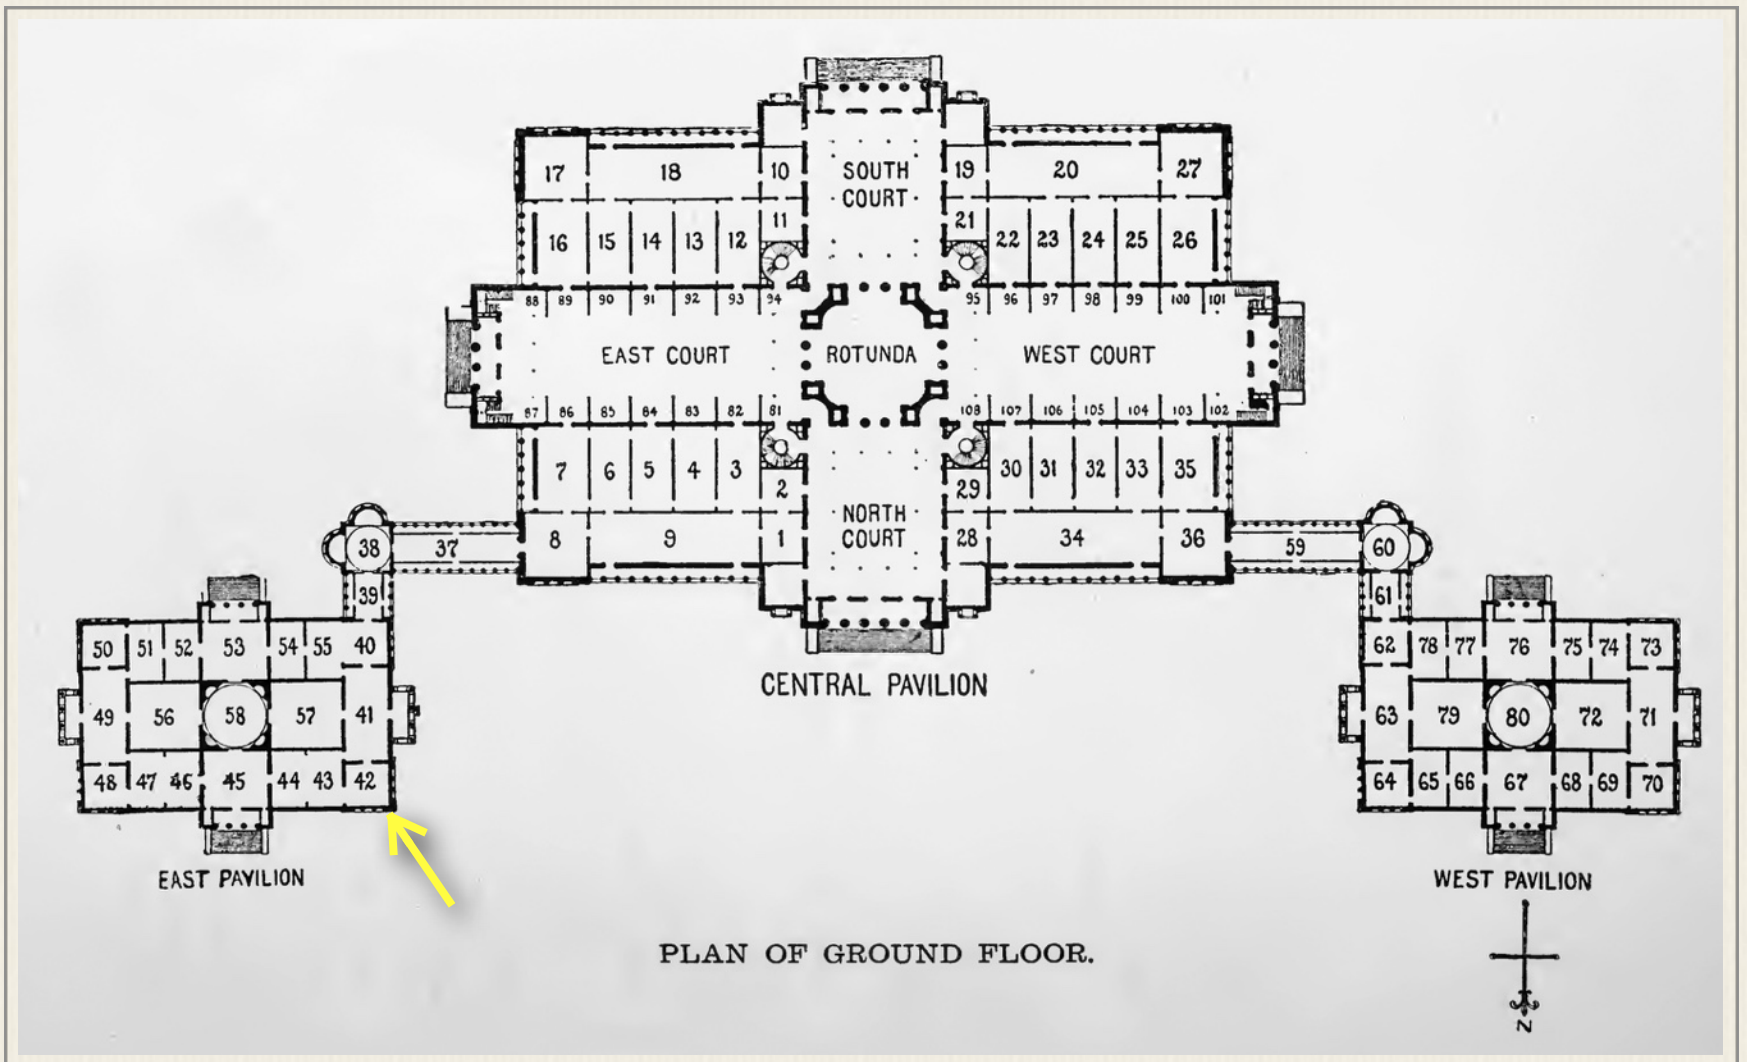 SOUTH
COURT
17 18 10 19 20 27
11 21
16 15 14 13 12 22 23 24 25 26
88 89 90 91 92 93 94 95 96 97 98 99 100 101
EAST COURT ROTUNDA WEST COURT
87 86 85 84 83 82 81 108 107 106 105 104 103 102
7 6 5 4 3 30 31 32 33 35
2 29
NORTH
COURT
8 9 1 28 34 36
38 37 59 60
39 61
50 51 52 53 54 55 40 62 78 77 76 75 74 73
CENTRAL PAVILION
49 56 58 57 41 63 79 80 72 71
48 47 46 45 44 43 42 64 65 66 67 68 69 70
EAST PAVILION
WEST PAVILION
PLAN OF GROUND FLOOR.
N